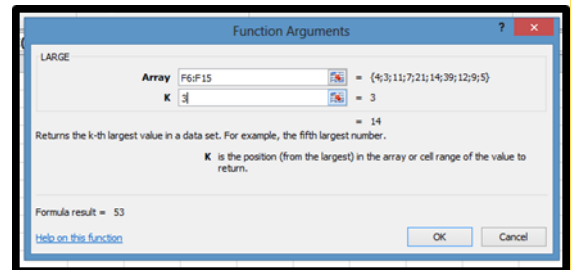 Function Arguments ? ×
LARGE
Array F6:F15 = {4;3;11;7;21;14;39;12;9;5}
K 3 = 3
= 14
Returns the k-th largest value in a data set. For example, the fifth largest number.
K is the position (from the largest) in the array or cell range of the value to
return.
Formula result = 53
Help on this function OK Cancel